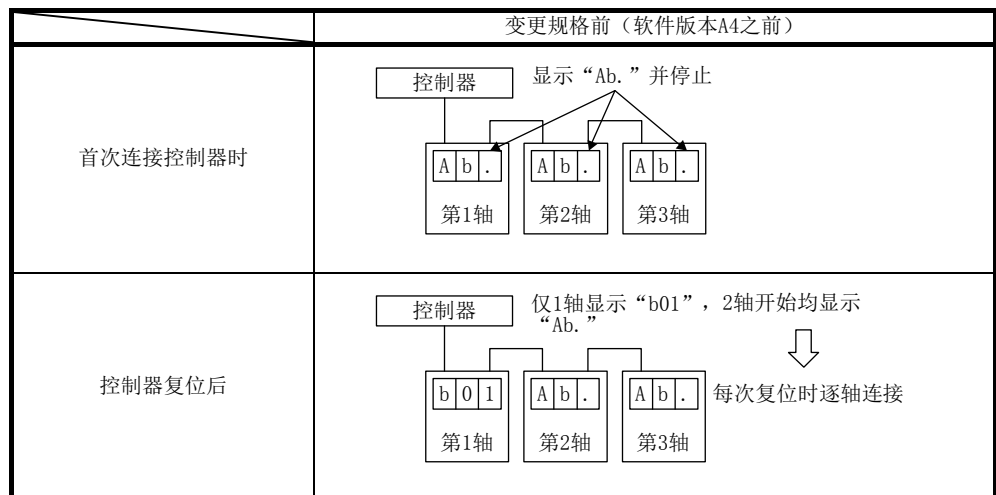 变更规格前（软件版本A4之前）
首次连接控制器时
控制器
显示“Ab.”并停止
A b .
A b .
A b .
第1轴
第2轴
第3轴
控制器复位后
控制器
仅1轴显示“b01”，2轴开始均显示
“Ab.”
b 0 1
A b .
A b .
每次复位时逐轴连接
第1轴
第2轴
第3轴